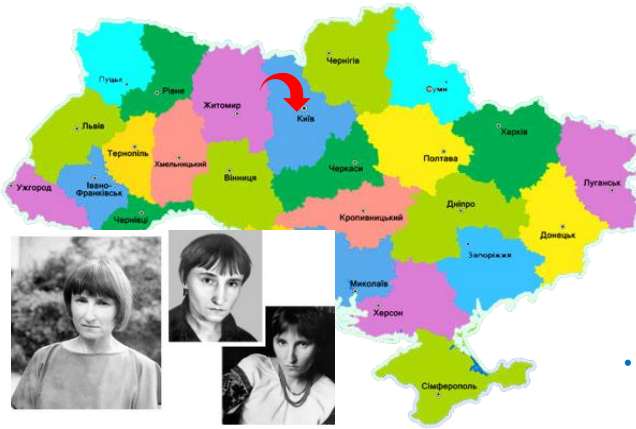 Чернігів
Луцьк
Рівне
Суми
Житомир
Київ
Львів
Харків
Тернопіль
Хмельницький
Полтава
Черкаси
Вінниця
Ужгород
Івано-
Франківськ
Луганськ
Чернівці
Кропивницький
Дніпро
Донецьк
Запоріжжя
Миколаїв
Херсон
Сімферополь